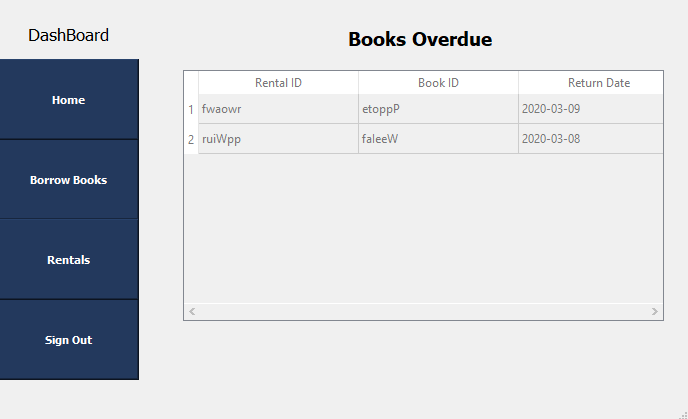 DashBoard
Home
Borrow Books
Rentals
Sign Out
Books Overdue
Rental ID Book ID Return Date
1 fwaowr etoppP 2020-03-09
2 ruiWpp faleeW 2020-03-08